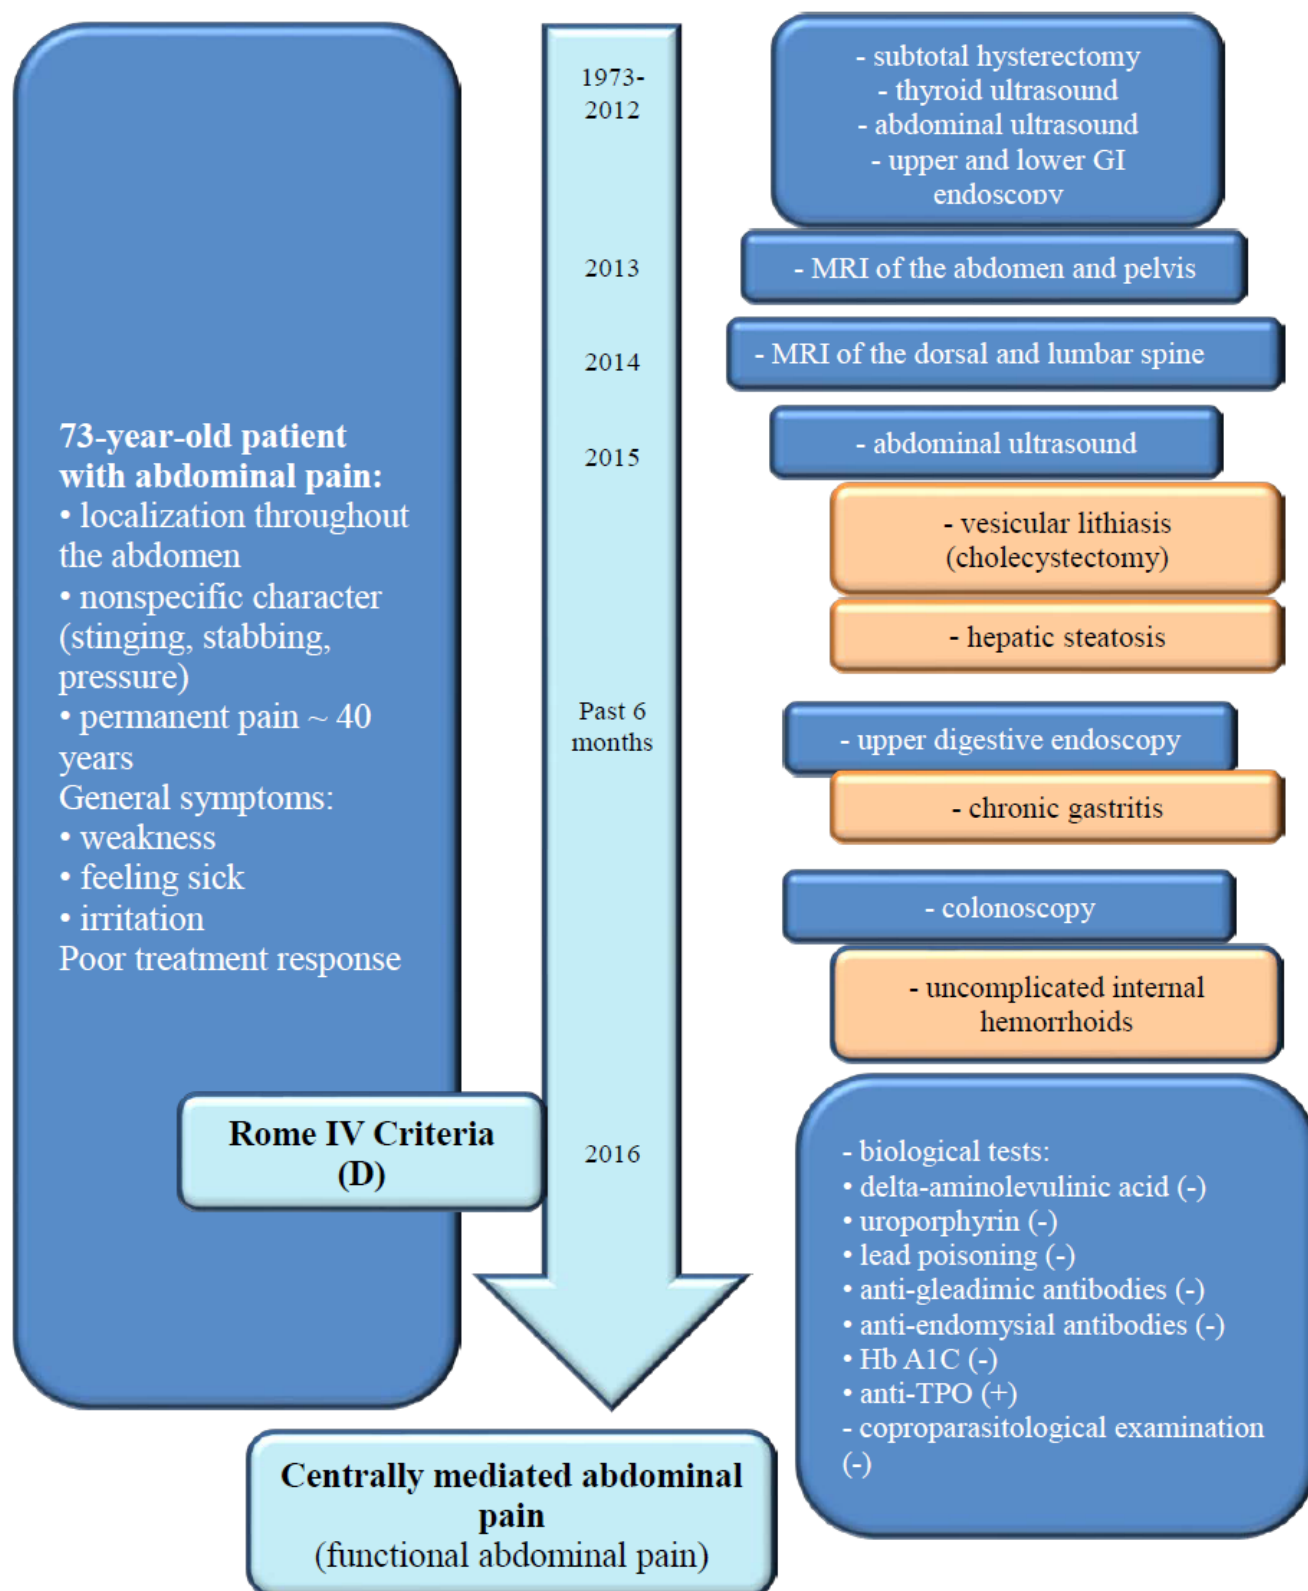 73-year-old patient
with abdominal pain:
• localization throughout
the abdomen
• nonspecific character
(stinging, stabbing,
pressure)
• permanent pain ~ 40
years
General symptoms:
• weakness
• feeling sick
• irritation
Poor treatment response
Rome IV Criteria
(D)
1973-
2012
2013
2014
2015
Past 6
months
2016
- subtotal hysterectomy
- thyroid ultrasound
- abdominal ultrasound
- upper and lower GI
endoscopy
- MRI of the abdomen and pelvis
- MRI of the dorsal and lumbar spine
- abdominal ultrasound
- vesicular lithiasis
(cholecystectomy)
- hepatic steatosis
- upper digestive endoscopy
- chronic gastritis
- colonoscopy
- uncomplicated internal
hemorrhoids
- biological tests:
• delta-aminolevulinic acid (-)
• uroporphyrin (-)
• lead poisoning (-)
• anti-gleadimic antibodies (-)
• anti-endomysial antibodies (-)
• Hb A1C (-)
• anti-TPO (+)
- coproparasitological examination
(-)
Centrally mediated abdominal
pain
(functional abdominal pain)